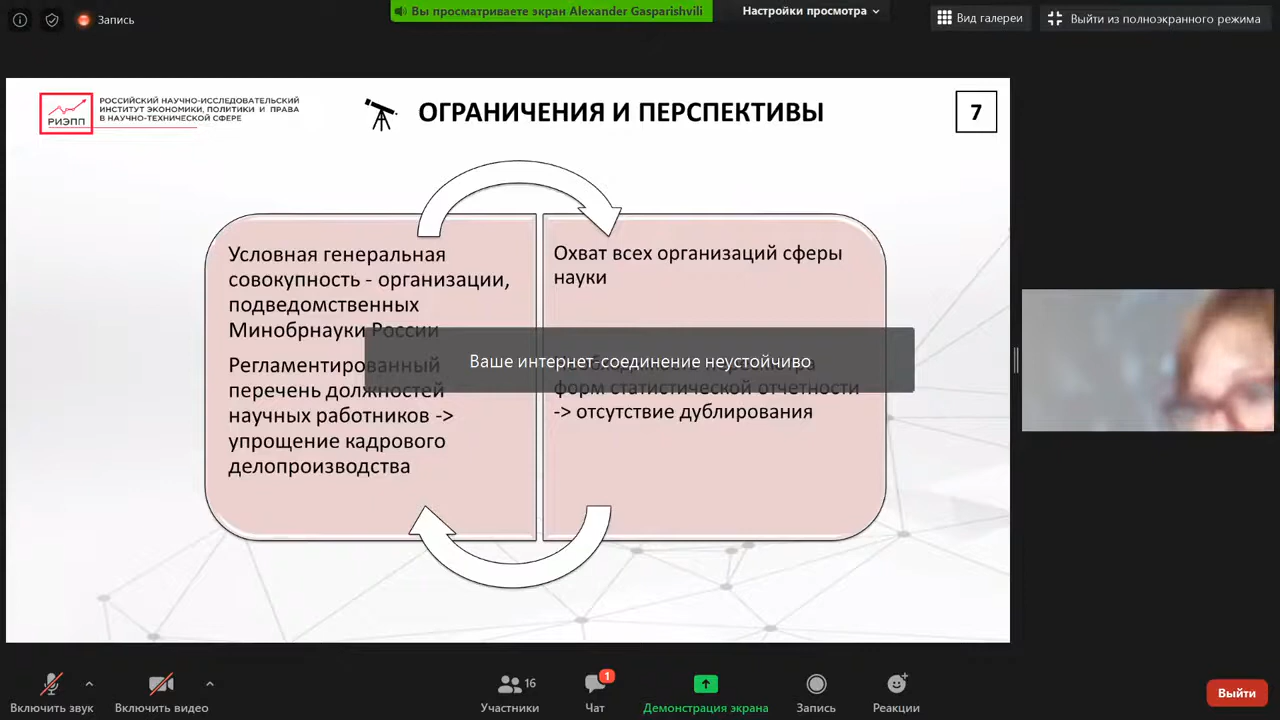 Запись
Вы просматриваете экран Alexander Gasparishvili
Настройки просмотра
Вид галереи
Выйти из полноэкранного режима
РИЭПП
РОССИЙСКИЙ НАУЧНО-ИССЛЕДОВАТЕЛЬСКИЙ
ИНСТИТУТ ЭКОНОМИКИ, ПОЛИТИКИ И ПРАВА
В НАУЧНО-ТЕХНИЧЕСКОЙ СФЕРЕ
ОГРАНИЧЕНИЯ И ПЕРСПЕКТИВЫ
7
Условная генеральная
совокупность - организации,
подведомственных
Минобрнауки России
Регламентированный
перечень должностей
научных работников ->
упрощение кадрового
делопроизводства
Охват всех организаций сферы
науки
форм статистической отчетности
-> отсутствие дублирования
Ваше интернет-соединение неустойчиво
Включить звук
Включить видео
16
Участники
1
Чат
Демонстрация экрана
Запись
Реакции
Выйти